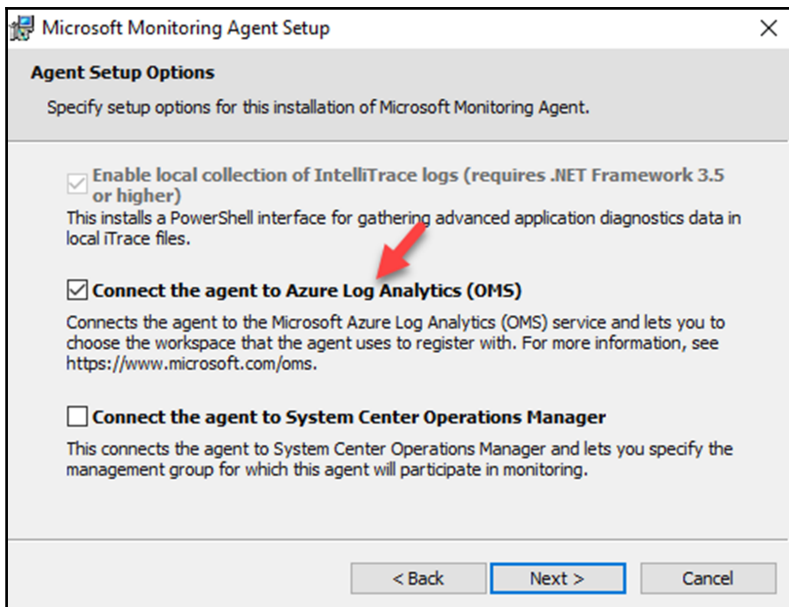 Microsoft Monitoring Agent Setup
Agent Setup Options
Specify setup options for this installation of Microsoft Monitoring Agent.
Enable local collection of IntelliTrace logs (requires .NET Framework 3.5
or higher)
This installs a PowerShell interface for gathering advanced application diagnostics data in
local iTrace files.
Connect the agent to Azure Log Analytics (OMS)
Connects the agent to the Microsoft Azure Log Analytics (OMS) service and lets you to
choose the workspace that the agent uses to register with. For more information, see
https://www.microsoft.com/oms.
Connect the agent to System Center Operations Manager
This connects the agent to System Center Operations Manager and lets you specify the
management group for which this agent will participate in monitoring.
< Back Next > Cancel